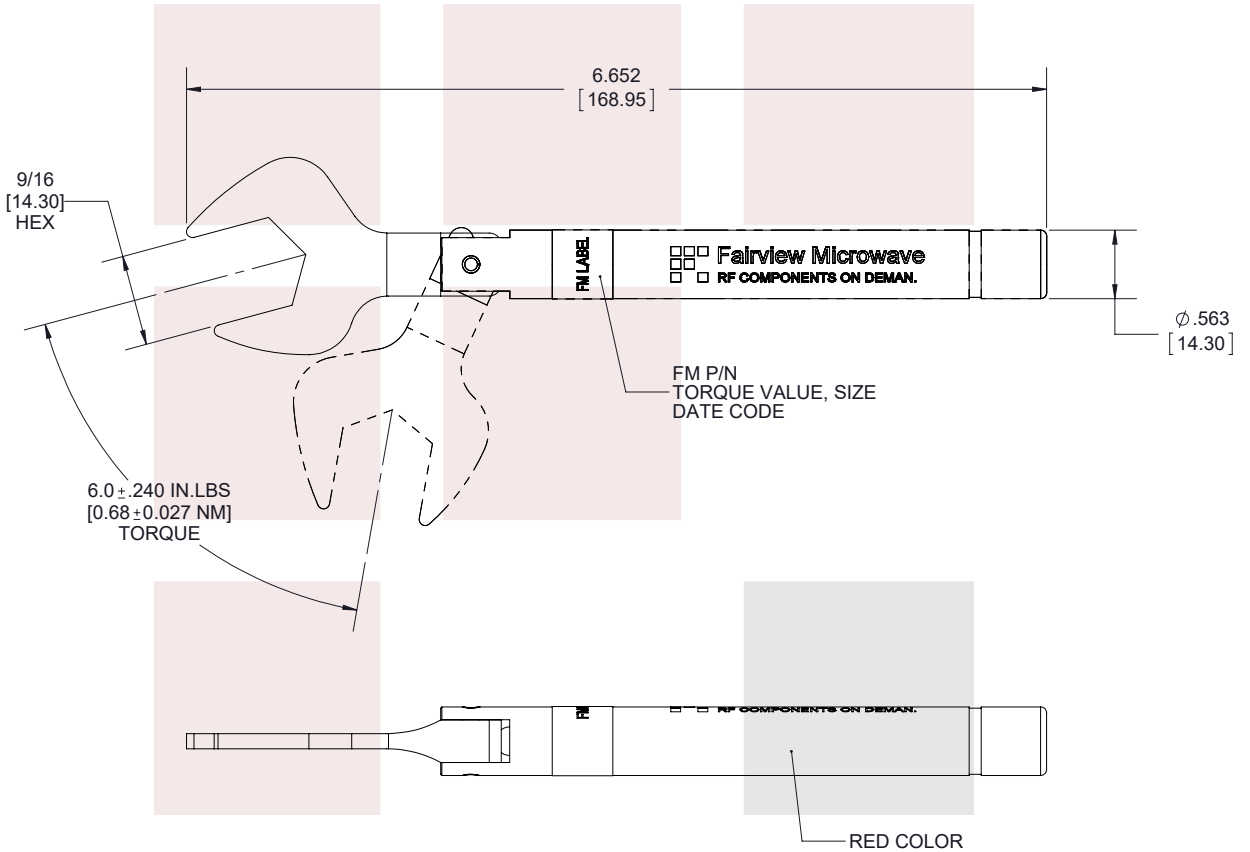 6.652
[168.95]
9/16
[14.30]
HEX
FM LABEL
Fairview Microwave
RF COMPONENTS ON DEMAN.
⌀.563
[14.30]
FM P/N
TORQUE VALUE, SIZE
DATE CODE
6.0±.240 IN.LBS
[0.68±0.027 NM]
TORQUE
FM
RF COMPONENTS ON DEMAN.
RED COLOR